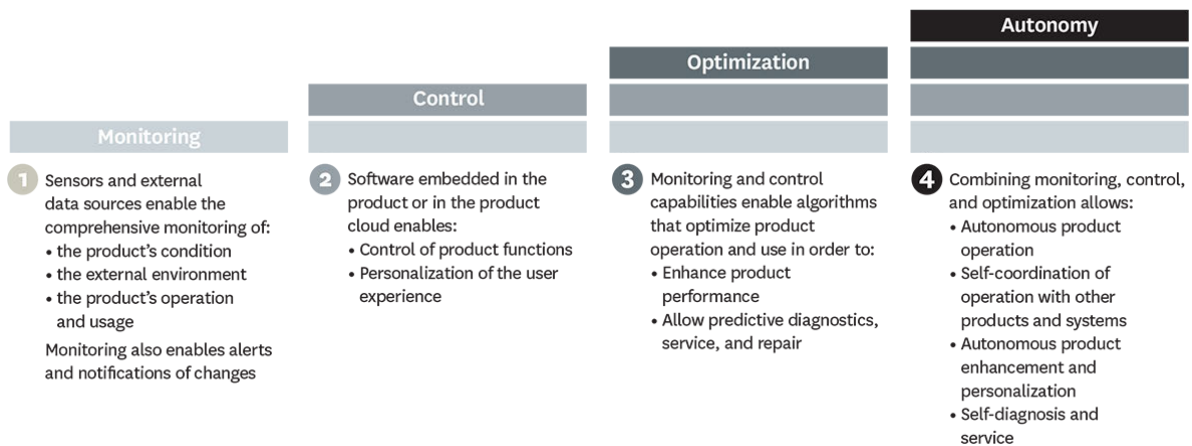 Monitoring
1
Sensors and external
data sources enable the
comprehensive monitoring of:
• the product’s condition
• the external environment
• the product’s operation
and usage
Monitoring also enables alerts
and notifications of changes
Control
2
Software embedded in the
product or in the product
cloud enables:
• Control of product functions
• Personalization of the user
experience
Optimization
3
Monitoring and control
capabilities enable algorithms
that optimize product
operation and use in order to:
• Enhance product
performance
• Allow predictive diagnostics,
service, and repair
Autonomy
4
Combining monitoring, control,
and optimization allows:
• Autonomous product
operation
• Self-coordination of
operation with other
products and systems
• Autonomous product
enhancement and
personalization
• Self-diagnosis and
service